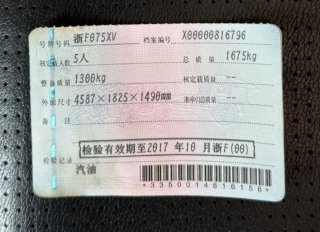 号牌号码 浙F075XV 档案编号 X00000816796
核定载人数 5人 总质量 1675kg
整备质量 1300kg 核定载质量 --
外廓尺寸 4587×1825×1490mm 准牵引总质量 --
备注
检验有效期至2017 年 10 月浙F(00)
检验记录
汽油
*3350014616156*